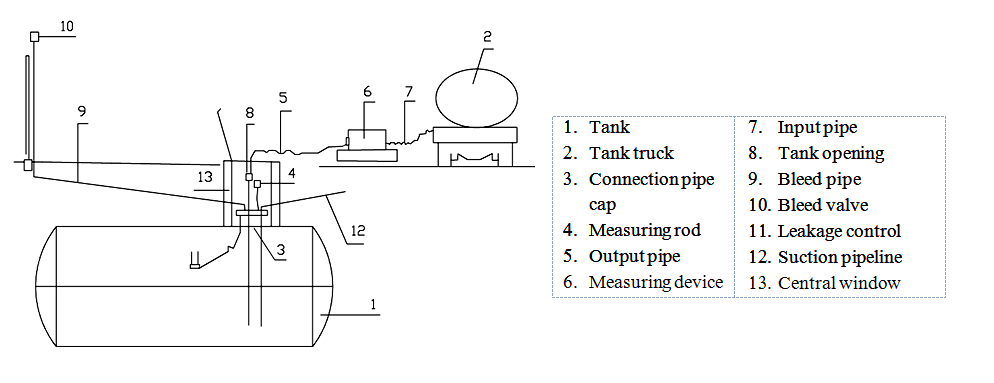 10
2
6
7
5
9
8
13
4
12
3
11
1
1. Tank
2. Tank truck
3. Connection pipe
cap
4. Measuring rod
5. Output pipe
6. Measuring device
7. Input pipe
8. Tank opening
9. Bleed pipe
10. Bleed valve
11. Leakage control
12. Suction pipeline
13. Central window